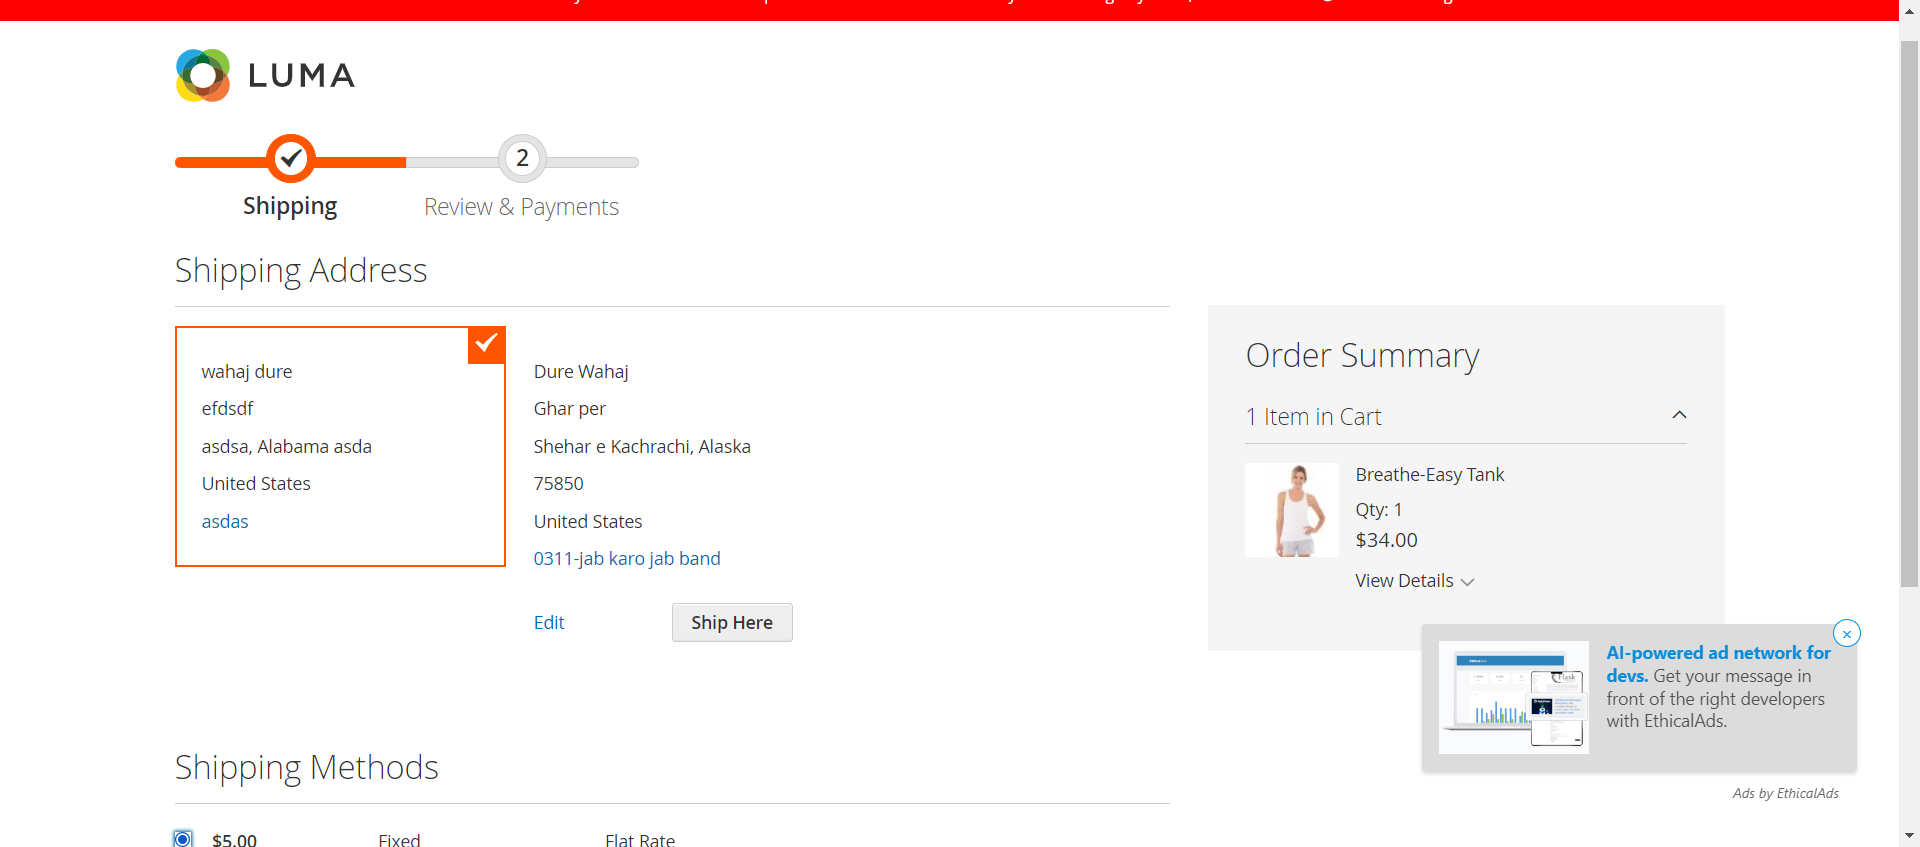 LUMA
2
Shipping
Review & Payments
Shipping Address
wahaj dure
efdsdf
asdsa, Alabama asda
United States
asdas
Dure Wahaj
Ghar per
Shehar e Kachrachi, Alaska
75850
United States
0311-jab karo jab band
Edit
Ship Here
Order Summary
1 Item in Cart
Breathe-Easy Tank
Qty: 1
$34.00
View Details
AI-powered ad network for
devs. Get your message in
front of the right developers
with EthicalAds.
Ads by EthicalAds
Shipping Methods
$5.00 Fixed Flat Rate